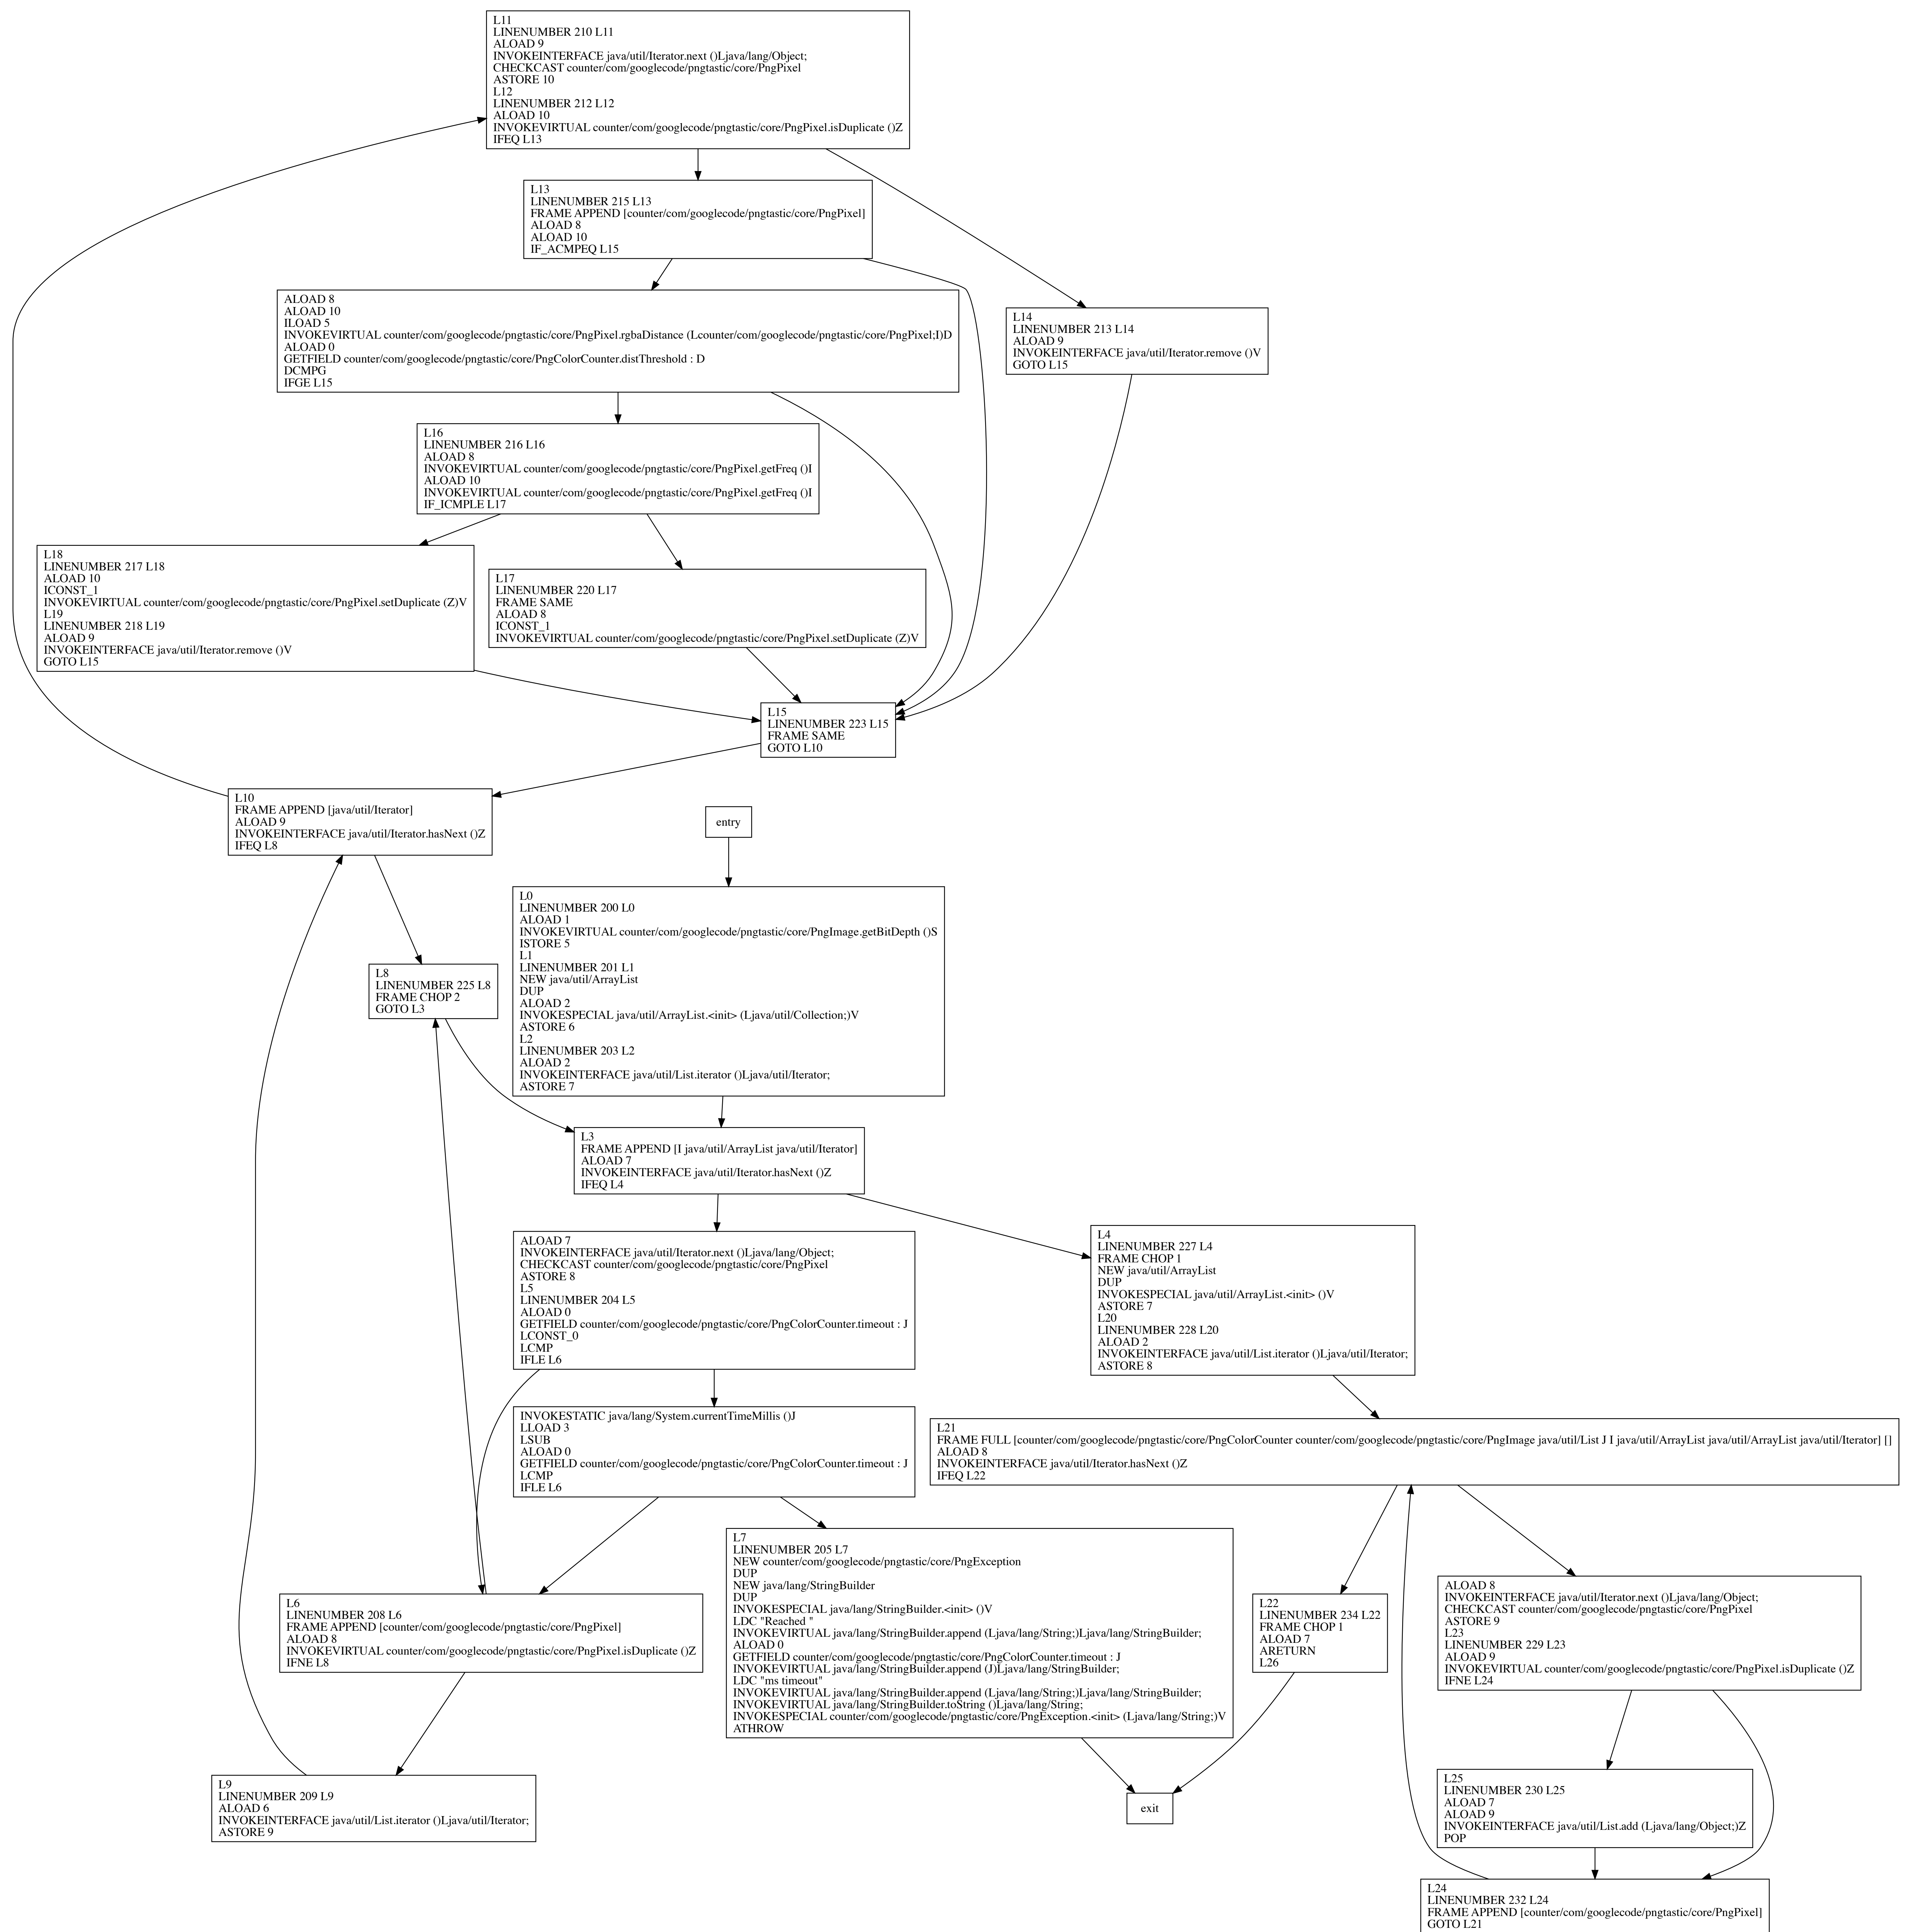 L11
LINENUMBER 210 L11
ALOAD 9
INVOKEINTERFACE java/util/Iterator.next ()Ljava/lang/Object;
CHECKCAST counter/com/googlecode/pngtastic/core/PngPixel
ASTORE 10
L12
LINENUMBER 212 L12
ALOAD 10
INVOKEVIRTUAL counter/com/googlecode/pngtastic/core/PngPixel.isDuplicate ()Z
IFEQ L13
L13
LINENUMBER 215 L13
FRAME APPEND [counter/com/googlecode/pngtastic/core/PngPixel]
ALOAD 8
ALOAD 10
IF_ACMPEQ L15
ALOAD 8
ALOAD 10
ILOAD 5
INVOKEVIRTUAL counter/com/googlecode/pngtastic/core/PngPixel.rgbaDistance (Lcounter/com/googlecode/pngtastic/core/PngPixel;I)D
ALOAD 0
GETFIELD counter/com/googlecode/pngtastic/core/PngColorCounter.distThreshold : D
DCMPG
IFGE L15
L14
LINENUMBER 213 L14
ALOAD 9
INVOKEINTERFACE java/util/Iterator.remove ()V
GOTO L15
L16
LINENUMBER 216 L16
ALOAD 8
INVOKEVIRTUAL counter/com/googlecode/pngtastic/core/PngPixel.getFreq ()I
ALOAD 10
INVOKEVIRTUAL counter/com/googlecode/pngtastic/core/PngPixel.getFreq ()I
IF_ICMPLE L17
L18
LINENUMBER 217 L18
ALOAD 10
ICONST_1
INVOKEVIRTUAL counter/com/googlecode/pngtastic/core/PngPixel.setDuplicate (Z)V
L19
LINENUMBER 218 L19
ALOAD 9
INVOKEINTERFACE java/util/Iterator.remove ()V
GOTO L15
L17
LINENUMBER 220 L17
FRAME SAME
ALOAD 8
ICONST_1
INVOKEVIRTUAL counter/com/googlecode/pngtastic/core/PngPixel.setDuplicate (Z)V
L15
LINENUMBER 223 L15
FRAME SAME
GOTO L10
L10
FRAME APPEND [java/util/Iterator]
ALOAD 9
INVOKEINTERFACE java/util/Iterator.hasNext ()Z
IFEQ L8
entry
L0
LINENUMBER 200 L0
ALOAD 1
INVOKEVIRTUAL counter/com/googlecode/pngtastic/core/PngImage.getBitDepth ()S
ISTORE 5
L1
LINENUMBER 201 L1
NEW java/util/ArrayList
DUP
ALOAD 2
INVOKESPECIAL java/util/ArrayList.<init> (Ljava/util/Collection;)V
ASTORE 6
L2
LINENUMBER 203 L2
ALOAD 2
INVOKEINTERFACE java/util/List.iterator ()Ljava/util/Iterator;
ASTORE 7
L8
LINENUMBER 225 L8
FRAME CHOP 2
GOTO L3
L3
FRAME APPEND [I java/util/ArrayList java/util/Iterator]
ALOAD 7
INVOKEINTERFACE java/util/Iterator.hasNext ()Z
IFEQ L4
ALOAD 7
INVOKEINTERFACE java/util/Iterator.next ()Ljava/lang/Object;
CHECKCAST counter/com/googlecode/pngtastic/core/PngPixel
ASTORE 8
L5
LINENUMBER 204 L5
ALOAD 0
GETFIELD counter/com/googlecode/pngtastic/core/PngColorCounter.timeout : J
LCONST_0
LCMP
IFLE L6
L4
LINENUMBER 227 L4
FRAME CHOP 1
NEW java/util/ArrayList
DUP
INVOKESPECIAL java/util/ArrayList.<init> ()V
ASTORE 7
L20
LINENUMBER 228 L20
ALOAD 2
INVOKEINTERFACE java/util/List.iterator ()Ljava/util/Iterator;
ASTORE 8
INVOKESTATIC java/lang/System.currentTimeMillis ()J
LLOAD 3
LSUB
ALOAD 0
GETFIELD counter/com/googlecode/pngtastic/core/PngColorCounter.timeout : J
LCMP
IFLE L6
L21
FRAME FULL [counter/com/googlecode/pngtastic/core/PngColorCounter counter/com/googlecode/pngtastic/core/PngImage java/util/List J I java/util/ArrayList java/util/ArrayList java/util/Iterator] []
ALOAD 8
INVOKEINTERFACE java/util/Iterator.hasNext ()Z
IFEQ L22
L7
LINENUMBER 205 L7
NEW counter/com/googlecode/pngtastic/core/PngException
DUP
NEW java/lang/StringBuilder
DUP
INVOKESPECIAL java/lang/StringBuilder.<init> ()V
LDC "Reached "
INVOKEVIRTUAL java/lang/StringBuilder.append (Ljava/lang/String;)Ljava/lang/StringBuilder;
ALOAD 0
GETFIELD counter/com/googlecode/pngtastic/core/PngColorCounter.timeout : J
INVOKEVIRTUAL java/lang/StringBuilder.append (J)Ljava/lang/StringBuilder;
LDC "ms timeout"
INVOKEVIRTUAL java/lang/StringBuilder.append (Ljava/lang/String;)Ljava/lang/StringBuilder;
INVOKEVIRTUAL java/lang/StringBuilder.toString ()Ljava/lang/String;
INVOKESPECIAL counter/com/googlecode/pngtastic/core/PngException.<init> (Ljava/lang/String;)V
ATHROW
L6
LINENUMBER 208 L6
FRAME APPEND [counter/com/googlecode/pngtastic/core/PngPixel]
ALOAD 8
INVOKEVIRTUAL counter/com/googlecode/pngtastic/core/PngPixel.isDuplicate ()Z
IFNE L8
L22
LINENUMBER 234 L22
FRAME CHOP 1
ALOAD 7
ARETURN
L26
ALOAD 8
INVOKEINTERFACE java/util/Iterator.next ()Ljava/lang/Object;
CHECKCAST counter/com/googlecode/pngtastic/core/PngPixel
ASTORE 9
L23
LINENUMBER 229 L23
ALOAD 9
INVOKEVIRTUAL counter/com/googlecode/pngtastic/core/PngPixel.isDuplicate ()Z
IFNE L24
L9
LINENUMBER 209 L9
ALOAD 6
INVOKEINTERFACE java/util/List.iterator ()Ljava/util/Iterator;
ASTORE 9
exit
L25
LINENUMBER 230 L25
ALOAD 7
ALOAD 9
INVOKEINTERFACE java/util/List.add (Ljava/lang/Object;)Z
POP
L24
LINENUMBER 232 L24
FRAME APPEND [counter/com/googlecode/pngtastic/core/PngPixel]
GOTO L21